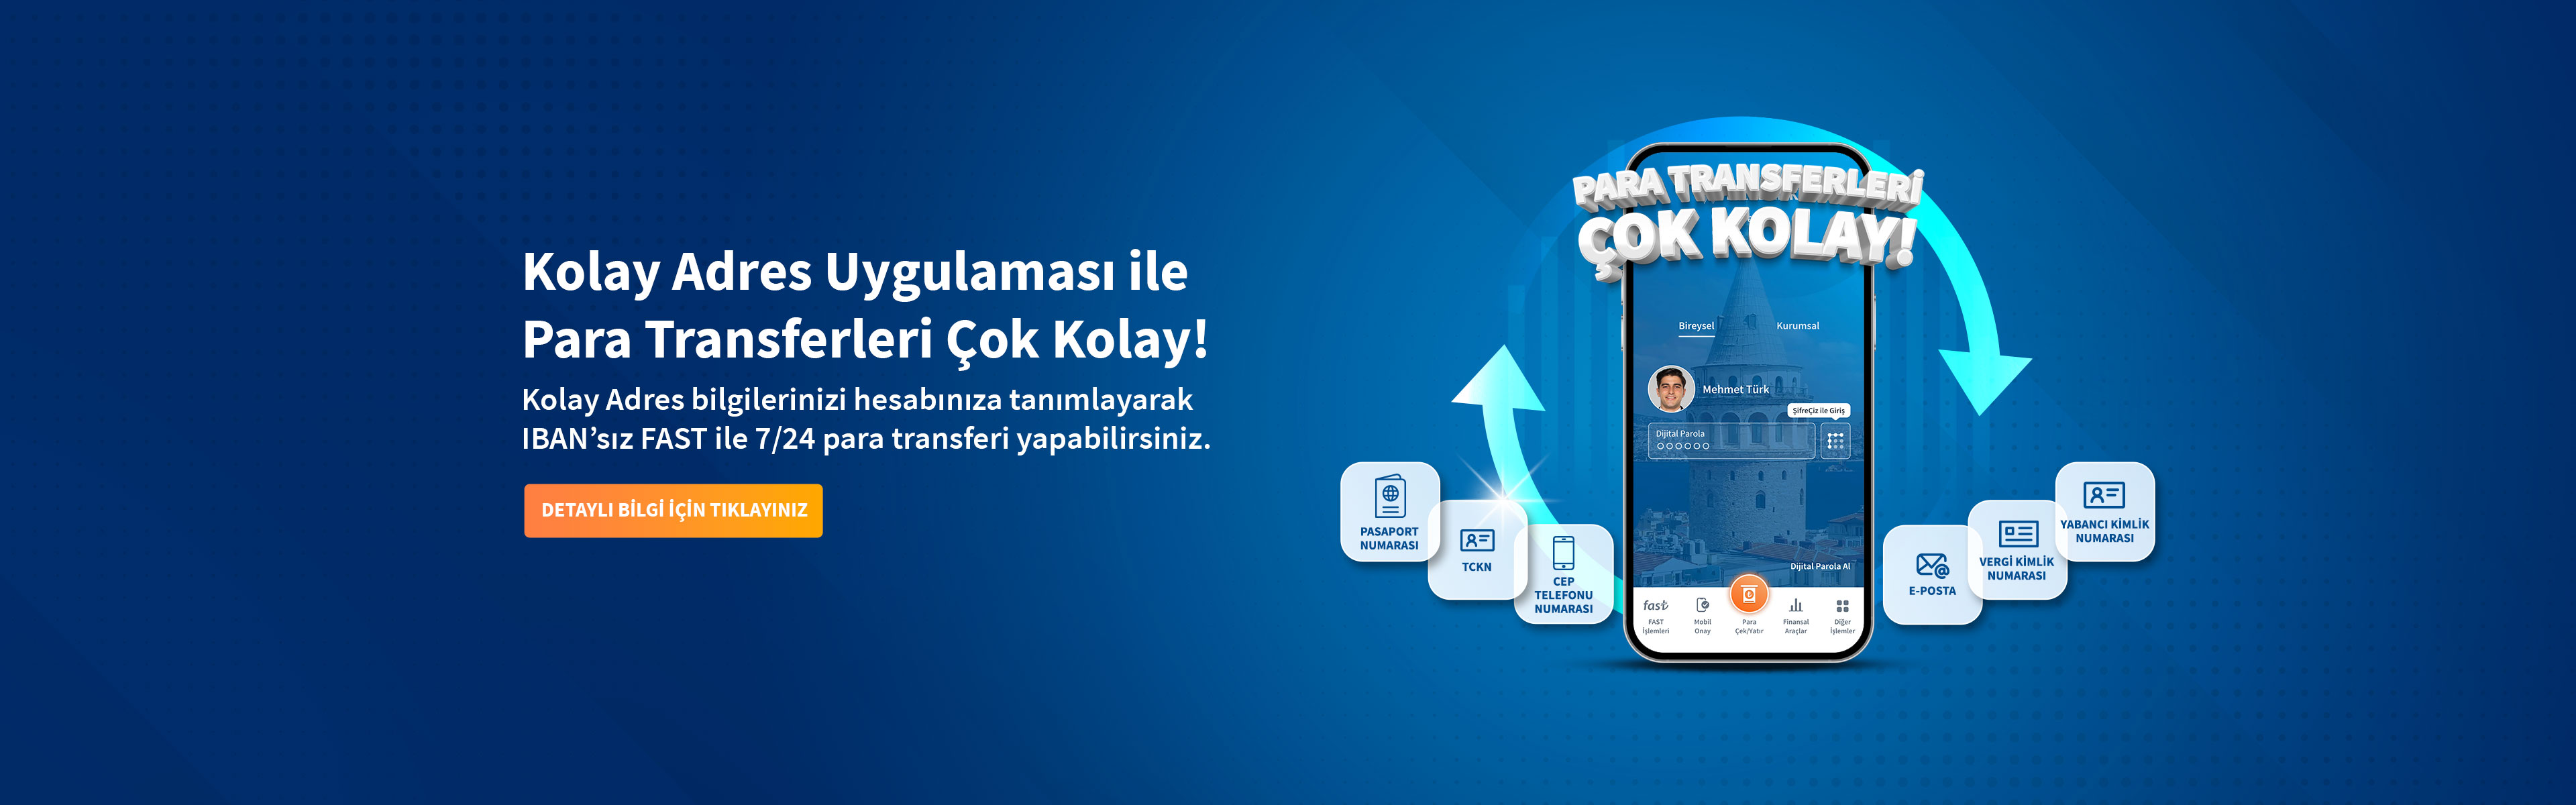 Kolay Adres Uygulaması ile
Para Transferleri Çok Kolay!
Kolay Adres bilgilerinizi hesabınıza tanımlayarak
IBAN’sız FAST ile 7/24 para transferi yapabilirsiniz.
DETAYLI BİLGİ İÇİN TIKLAYINIZ
PARA TRANSFERLERİ
ÇOK KOLAY!
Bireysel
Kurumsal
Mehmet Türk
ŞifreÇiz ile Giriş
Dijital Parola
Dijital Parola Al
fast
FAST
İşlemleri
Mobil
Onay
Para
Çek/Yatır
Finansal
Araçlar
Diğer
İşlemler
PASAPORT
NUMARASI
TCKN
CEP
TELEFONU
NUMARASI
E-POSTA
VERGİ KİMLİK
NUMARASI
YABANCI KİMLİK
NUMARASI